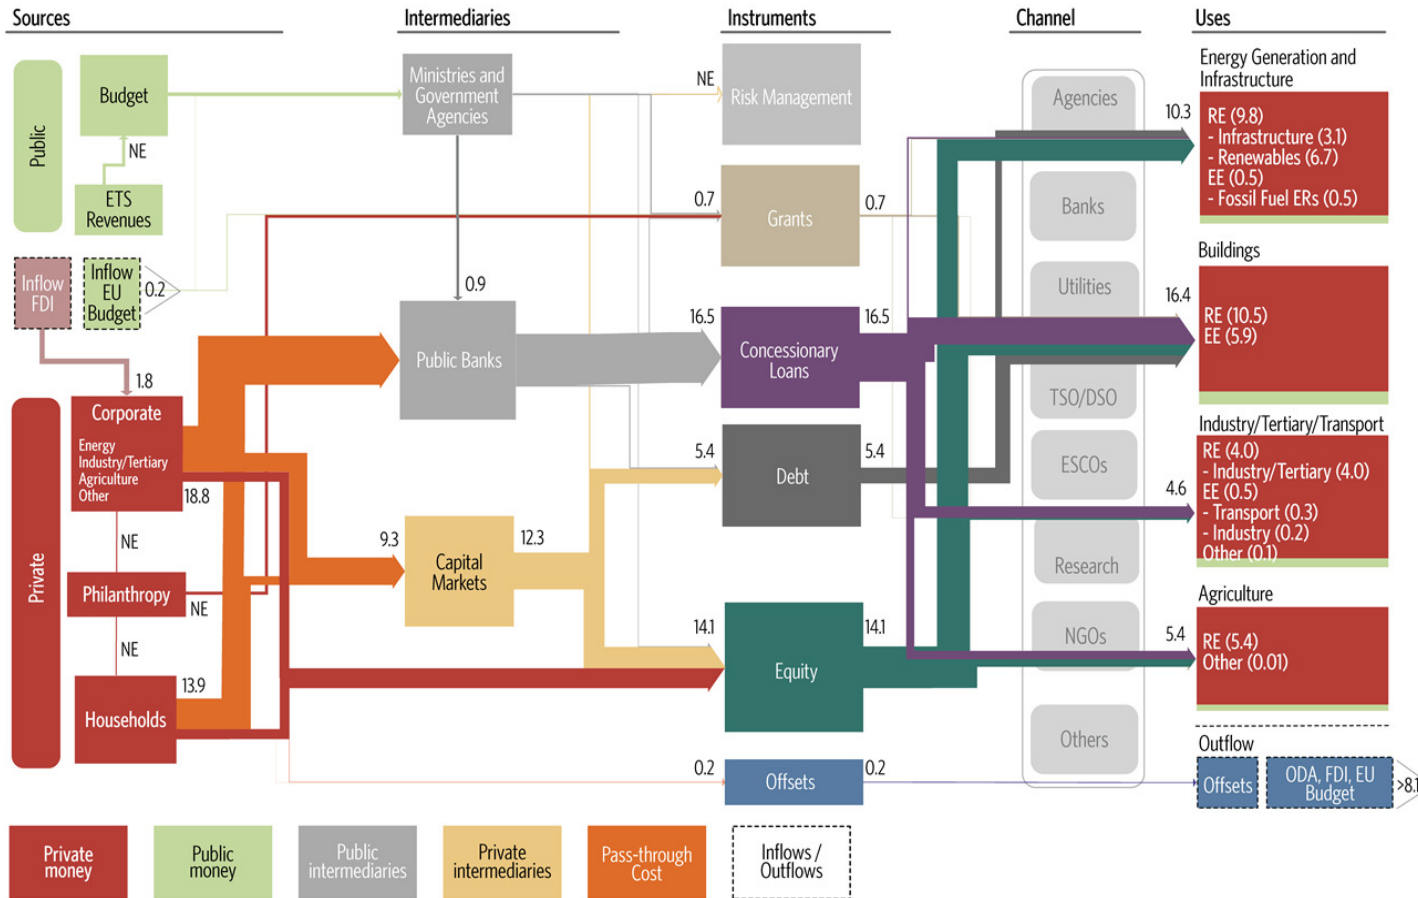 Sources
Intermediaries
Instruments
Channel
Uses
Public
Budget
NE
ETS
Revenues
Inflow
FDI
Inflow
EU
Budget
0.2
1.8
Private
Corporate
Energy
Industry/Tertiary
Agriculture
Other
18.8
NE
Philanthropy
NE
NE
Households
13.9
Ministries and
Government
Agencies
0.9
Public Banks
9.3
Capital
Markets
12.3
NE
Risk Management
0.7
Grants
0.7
16.5
Concessionary
Loans
16.5
5.4
Debt
5.4
14.1
Equity
14.1
0.2
Offsets
0.2
Agencies
Banks
Utilities
TSO/DSO
ESCOs
Research
NGOs
Others
Energy Generation and
Infrastructure
10.3
RE (9.8)
- Infrastructure (3.1)
- Renewables (6.7)
EE (0.5)
- Fossil Fuel ERs (0.5)
Buildings
16.4
RE (10.5)
EE (5.9)
Industry/Tertiary/Transport
4.6
RE (4.0)
- Industry/Tertiary (4.0)
EE (0.5)
- Transport (0.3)
- Industry (0.2)
Other (0.1)
Agriculture
5.4
RE (5.4)
Other (0.01)
Outflow
Offsets
ODA, FDI, EU
Budget
>8.1
Private
money
Public
money
Public
intermediaries
Private
intermediaries
Pass-through
Cost
Inflows /
Outflows